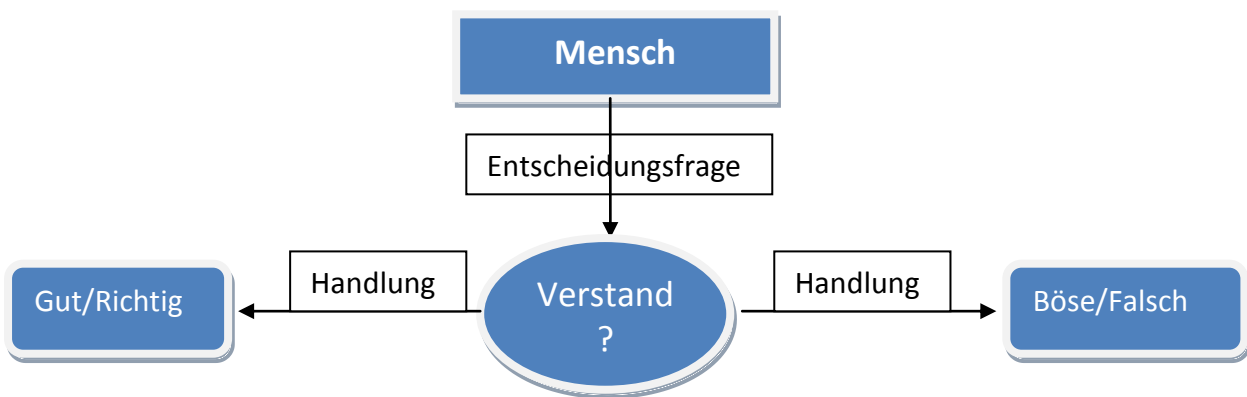 Mensch
Entscheidungsfrage
Gut/Richtig
Handlung
Verstand
?
Handlung
Böse/Falsch